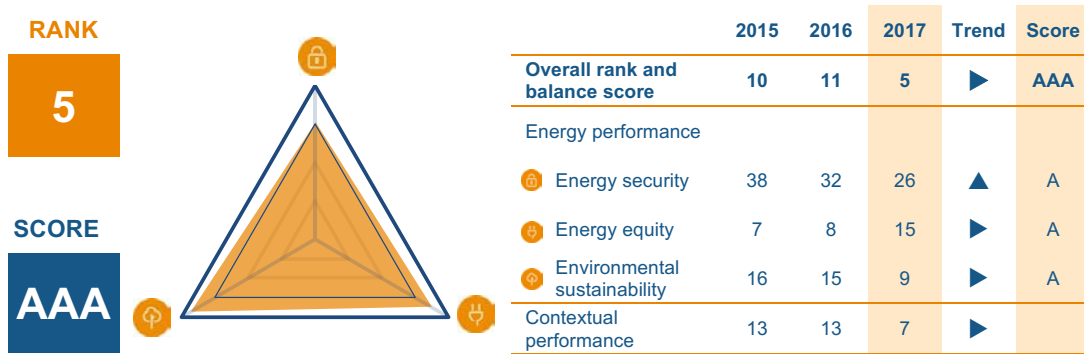 RANK
5
SCORE
AAA
2015 2016 2017 Trend Score
Overall rank and
balance score 10 11 5 AAA
Energy performance
Energy security 38 32 26 A
Energy equity 7 8 15 A
Environmental
sustainability 16 15 9 A
Contextual
performance 13 13 7